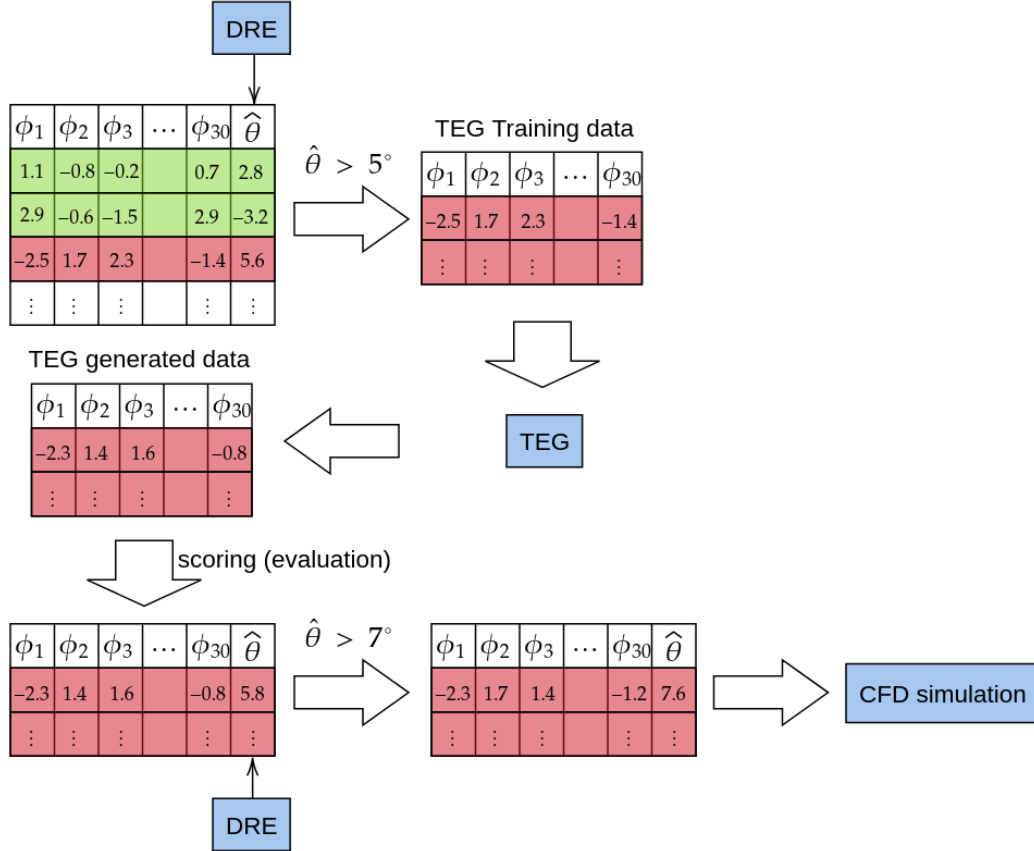 DRE
ϕ1 ϕ2 ϕ3 ⋯ ϕ30 θ̂
1.1 −0.8 −0.2 0.7 2.8
2.9 −0.6 −1.5 2.9 −3.2
−2.5 1.7 2.3 −1.4 5.6
⋮ ⋮ ⋮ ⋮ ⋮
θ̂ > 5°
TEG Training data
ϕ1 ϕ2 ϕ3 ⋯ ϕ30
−2.5 1.7 2.3 −1.4
⋮ ⋮ ⋮ ⋮
TEG
TEG generated data
ϕ1 ϕ2 ϕ3 ⋯ ϕ30
−2.3 1.4 1.6 −0.8
⋮ ⋮ ⋮ ⋮
scoring (evaluation)
ϕ1 ϕ2 ϕ3 ⋯ ϕ30 θ̂
−2.3 1.4 1.6 −0.8 5.8
⋮ ⋮ ⋮ ⋮ ⋮
DRE
θ̂ > 7°
ϕ1 ϕ2 ϕ3 ⋯ ϕ30 θ̂
−2.3 1.7 1.4 −1.2 7.6
⋮ ⋮ ⋮ ⋮ ⋮
CFD simulation